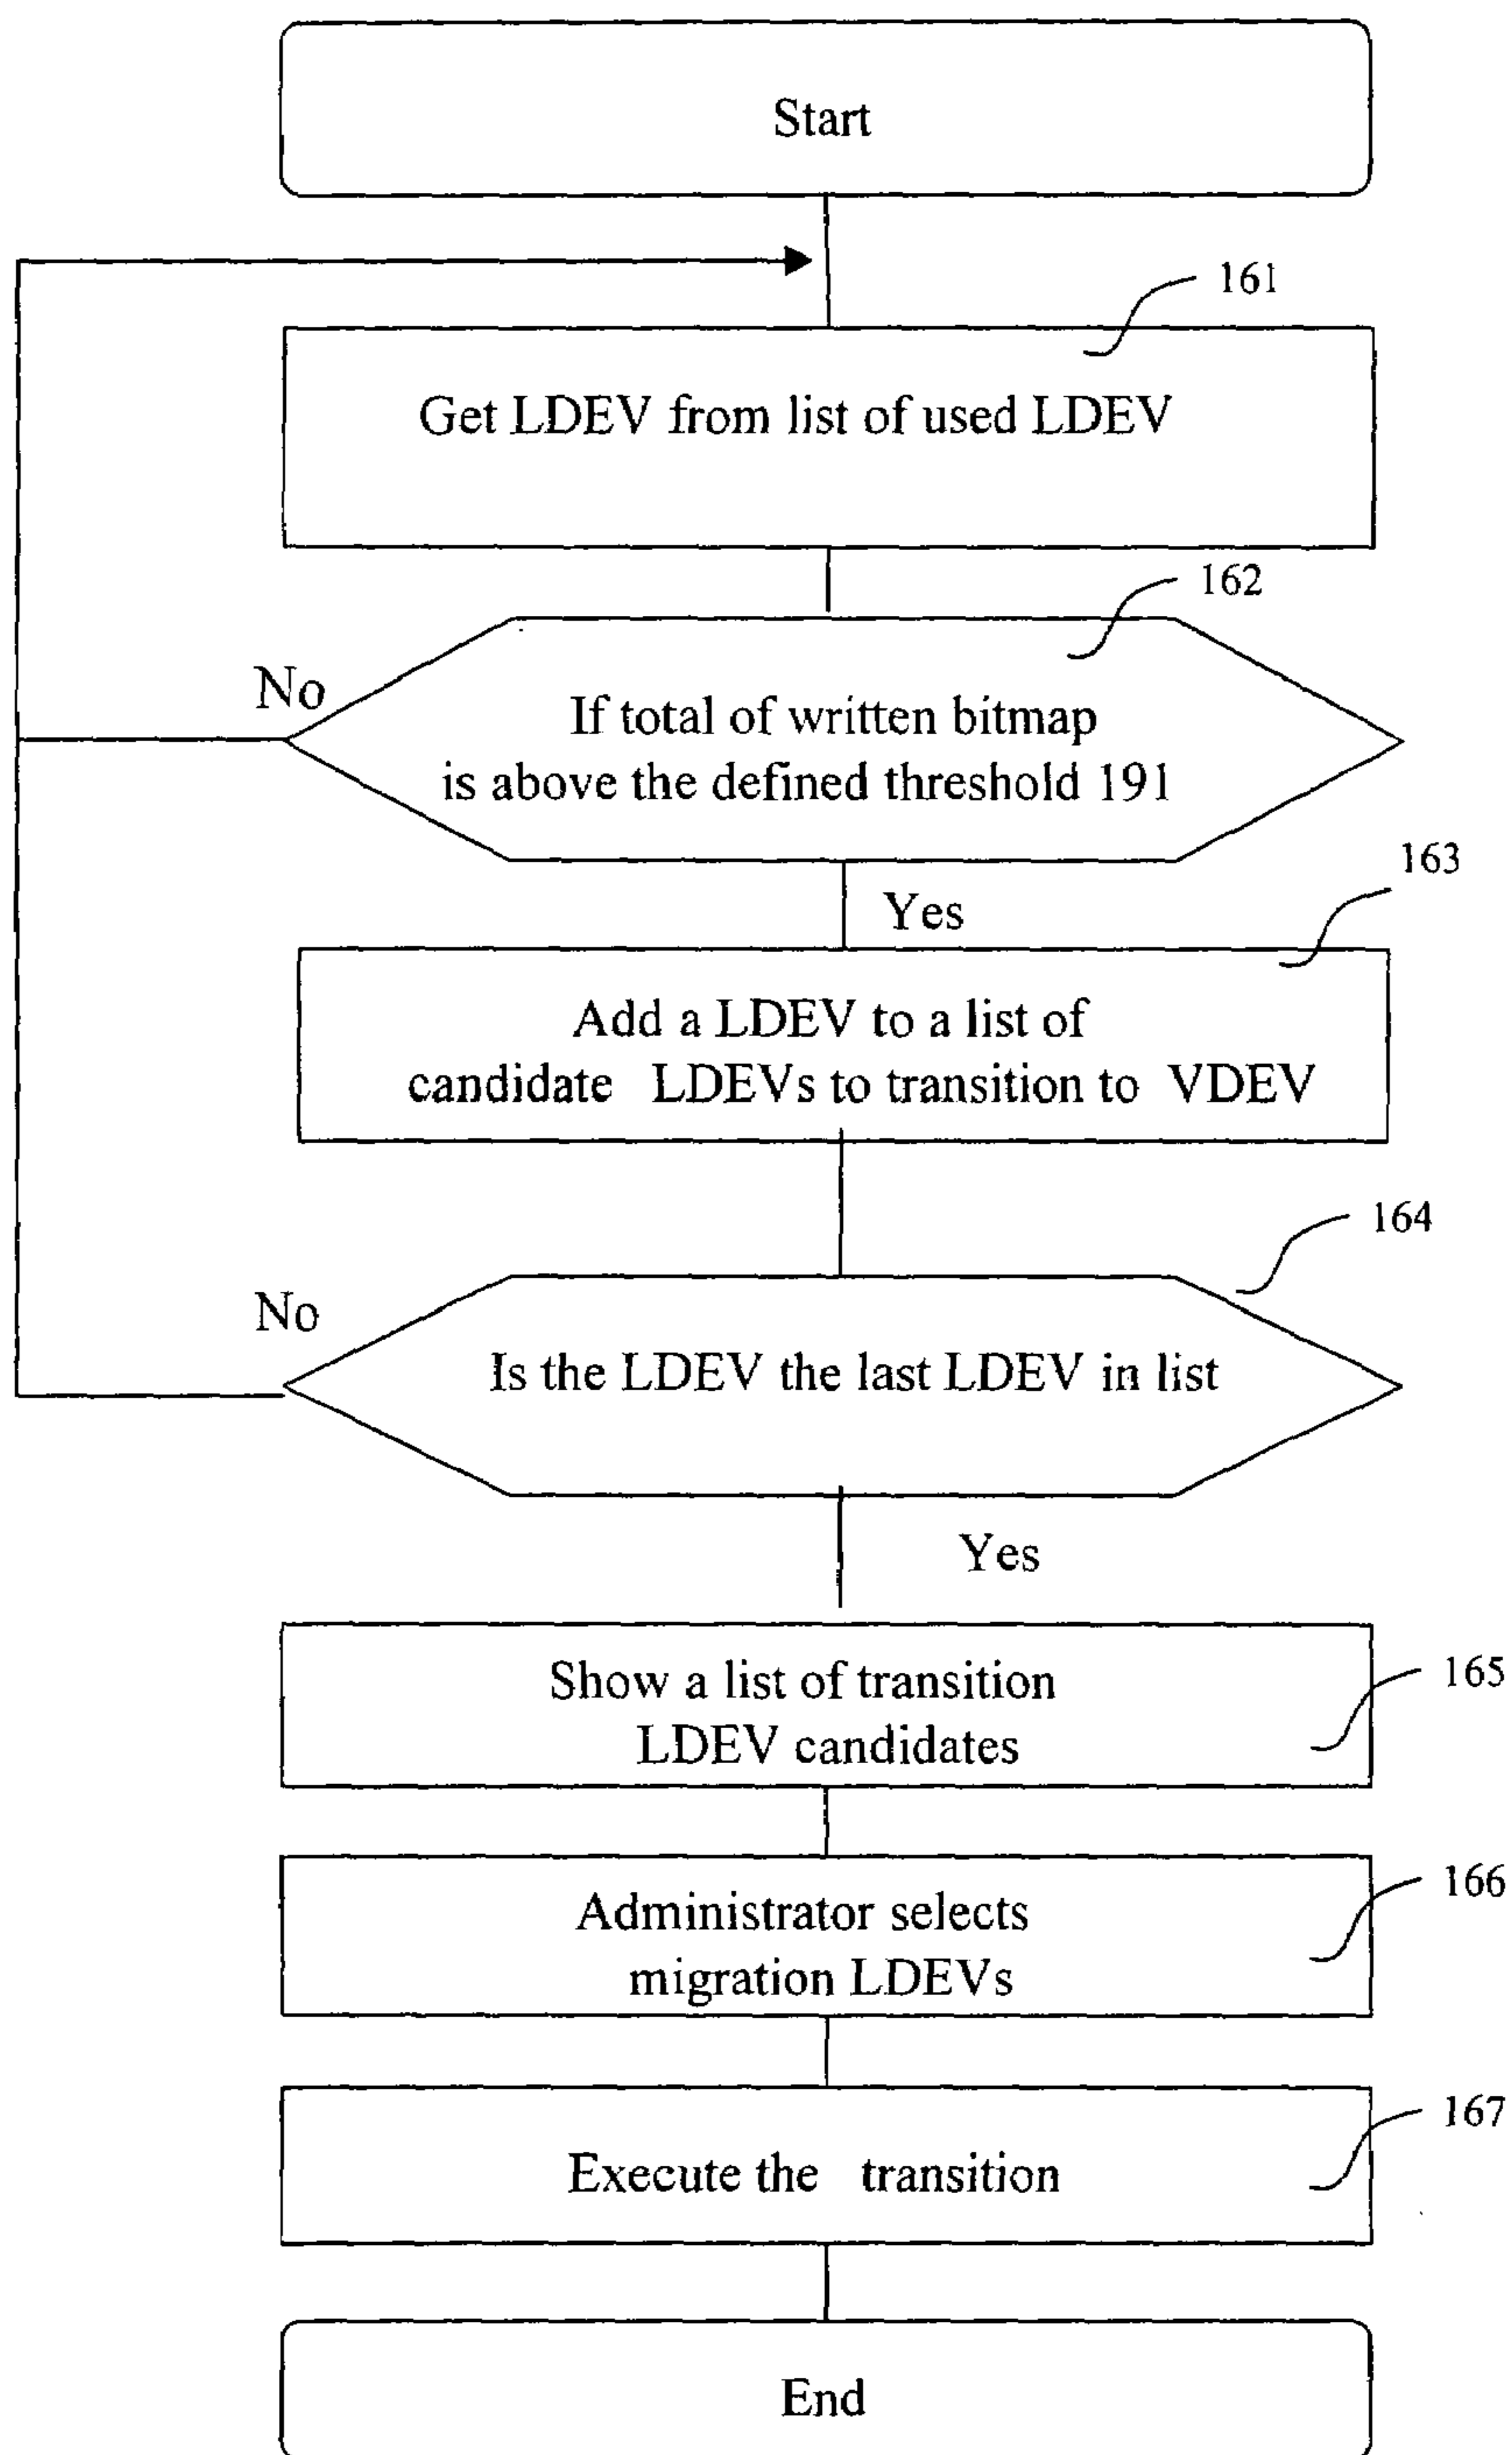 Start
161
Get LDEV from list of used LDEV
162
No
If total of written bitmap
is above the defined threshold 191
Yes
163
Add a LDEV to a list of
candidate LDEVs to transition to VDEV
164
No
Is the LDEV the last LDEV in list
Yes
Show a list of transition
LDEV candidates
165
Administrator selects
migration LDEVs
166
Execute the transition
167
End